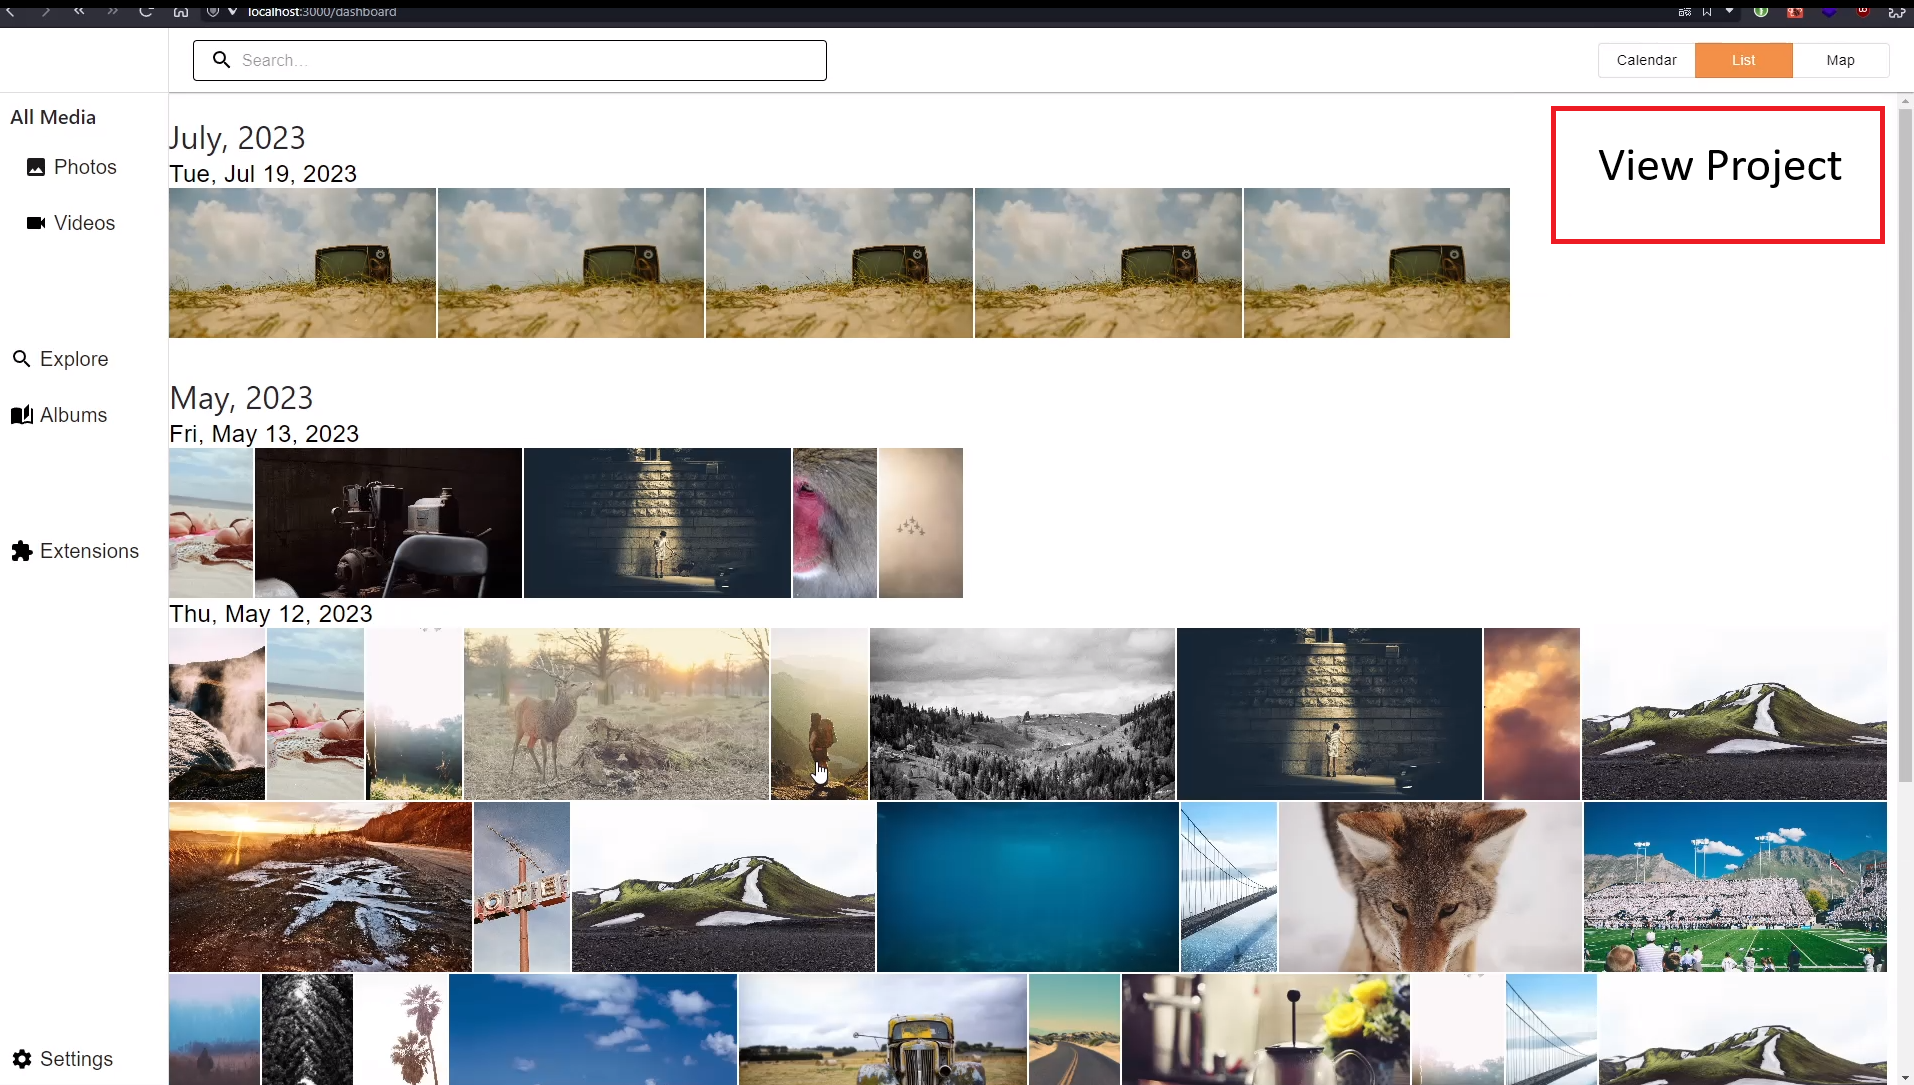 localhost:3000/dashboard
Search...
Calendar List Map
All Media
Photos
Videos
Explore
Albums
Extensions
Settings
View Project
July, 2023
Tue, Jul 19, 2023
May, 2023
Fri, May 13, 2023
Thu, May 12, 2023
OTE